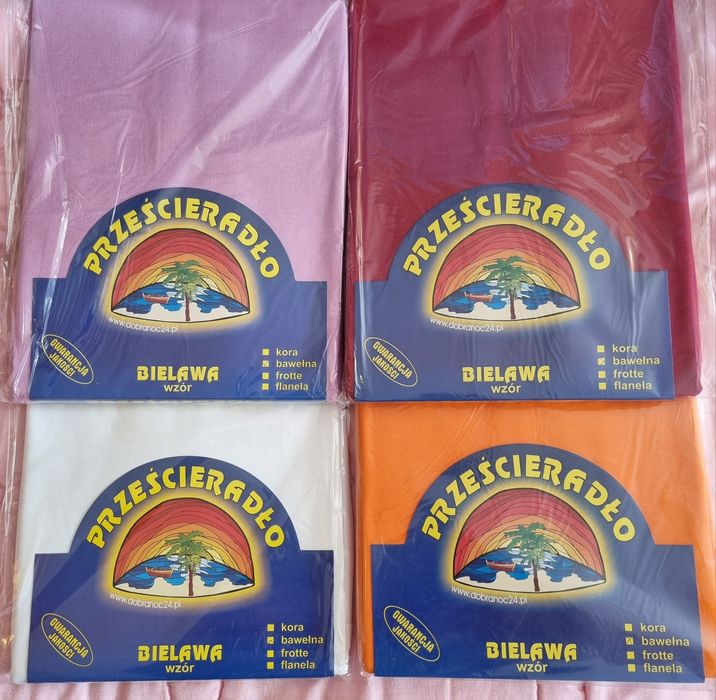 PRZEŚCIERADŁO
www.dobranoc24.pl
GWARANCJA
JAKOŚCI
BIELAWA
wzór
kora
bawełna
frotte
flanela
PRZEŚCIERADŁO
www.dobranoc24.pl
GWARANCJA
JAKOŚCI
BIELAWA
wzór
kora
bawełna
frotte
flanela
PRZEŚCIERADŁO
www.dobranoc24.pl
GWARANCJA
JAKOŚCI
BIELAWA
wzór
kora
bawełna
frotte
flanela
PRZEŚCIERADŁO
www.dobranoc24.pl
GWARANCJA
JAKOŚCI
BIELAWA
wzór
kora
bawełna
frotte
flanela